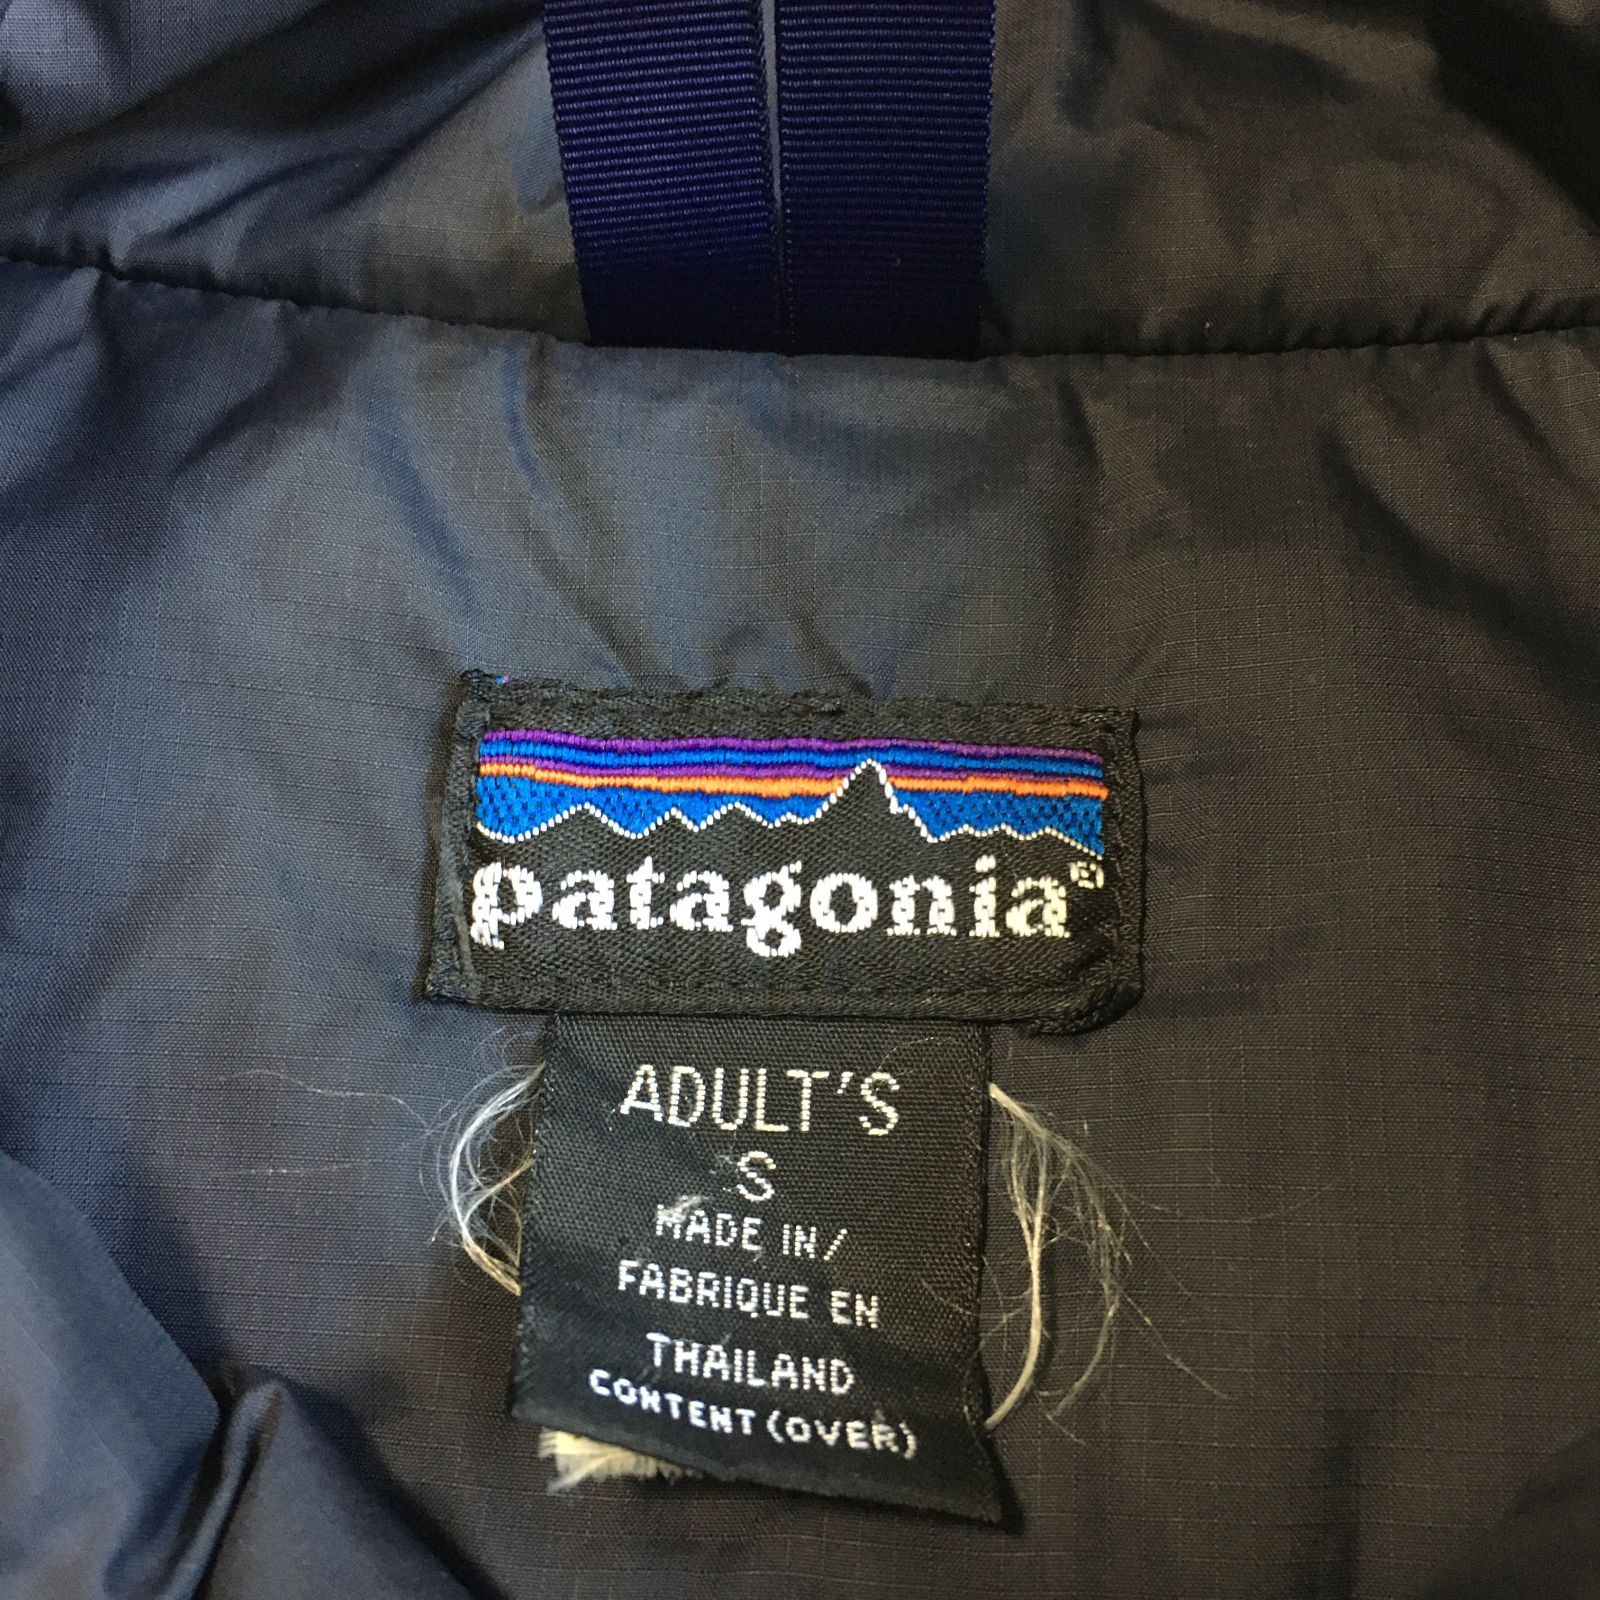 patagonia®
ADULT'S
S
MADE IN/
FABRIQUE EN
THAILAND
CONTENT (OVER)